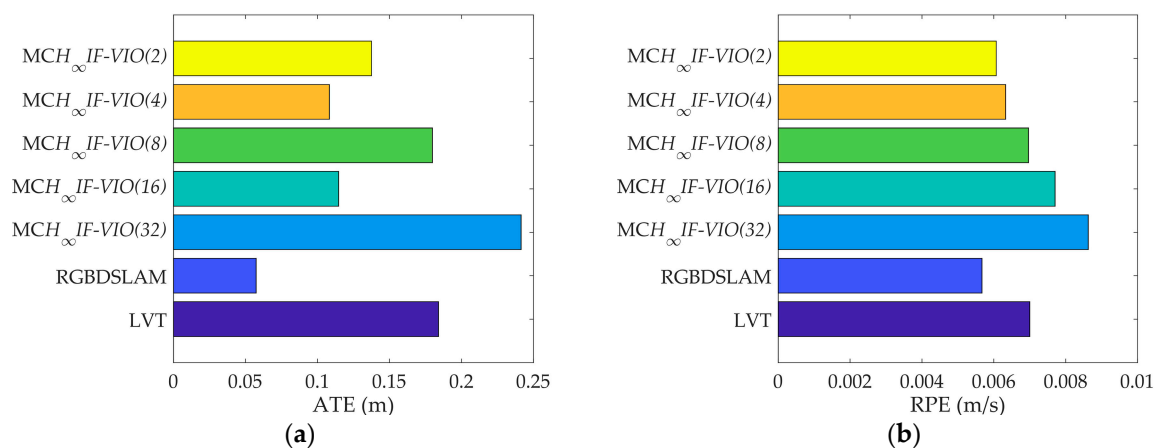 MCH∞IF-VIO(2)
MCH∞IF-VIO(4)
MCH∞IF-VIO(8)
MCH∞IF-VIO(16)
MCH∞IF-VIO(32)
RGBDSLAM
LVT
0 0.05 0.1 0.15 0.2 0.25
ATE (m)
(a)
MCH∞IF-VIO(2)
MCH∞IF-VIO(4)
MCH∞IF-VIO(8)
MCH∞IF-VIO(16)
MCH∞IF-VIO(32)
RGBDSLAM
LVT
0 0.002 0.004 0.006 0.008 0.01
RPE (m/s)
(b)